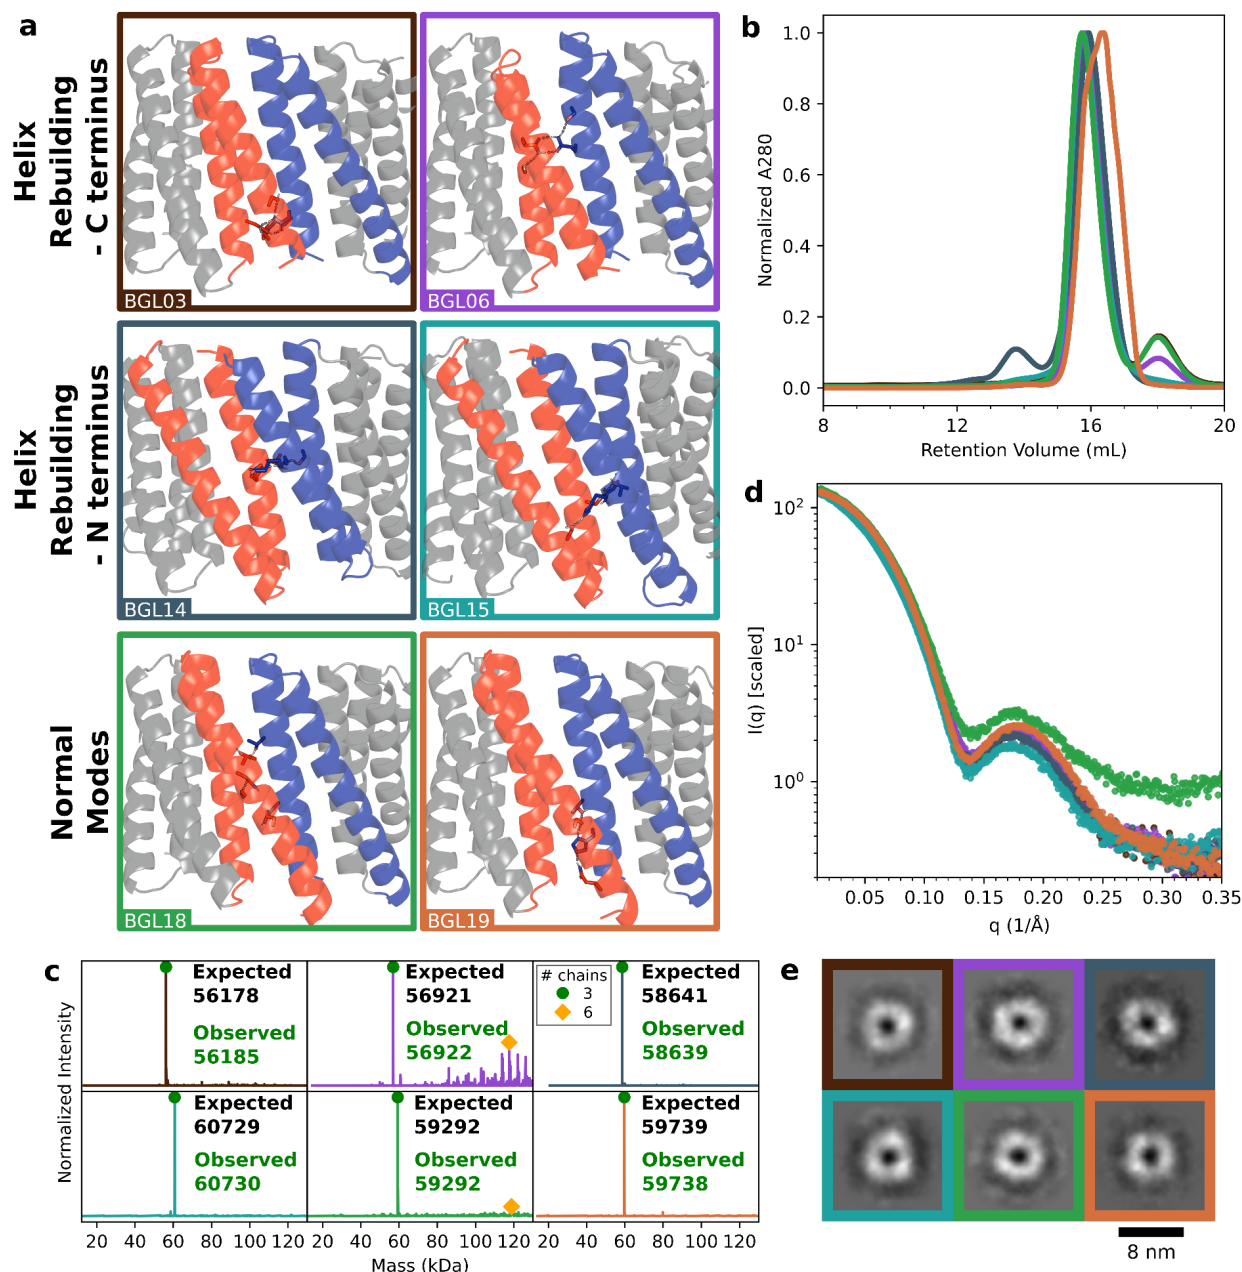 a
Helix
Rebuilding
- C terminus
BGL03
BGL06
Helix
Rebuilding
- N terminus
BGL14
BGL15
Normal
Modes
BGL18
BGL19
b
Normalized A280
1.0
0.8
0.6
0.4
0.2
0.0
8
12
16
20
Retention Volume (mL)
d
I(q) [scaled]
10²
10¹
10⁰
0.05
0.10
0.15
0.20
0.25
0.30
0.35
q (1/Å)
c
Normalized Intensity
Expected
56178
Observed
56185
Expected
56921
Observed
56922
# chains
3
6
Expected
58641
Observed
58639
Expected
60729
Observed
60730
Expected
59292
Observed
59292
Expected
59739
Observed
59738
20 40 60 80 100 120
20 40 60 80 100 120
20 40 60 80 100 120
Mass (kDa)
e
8 nm